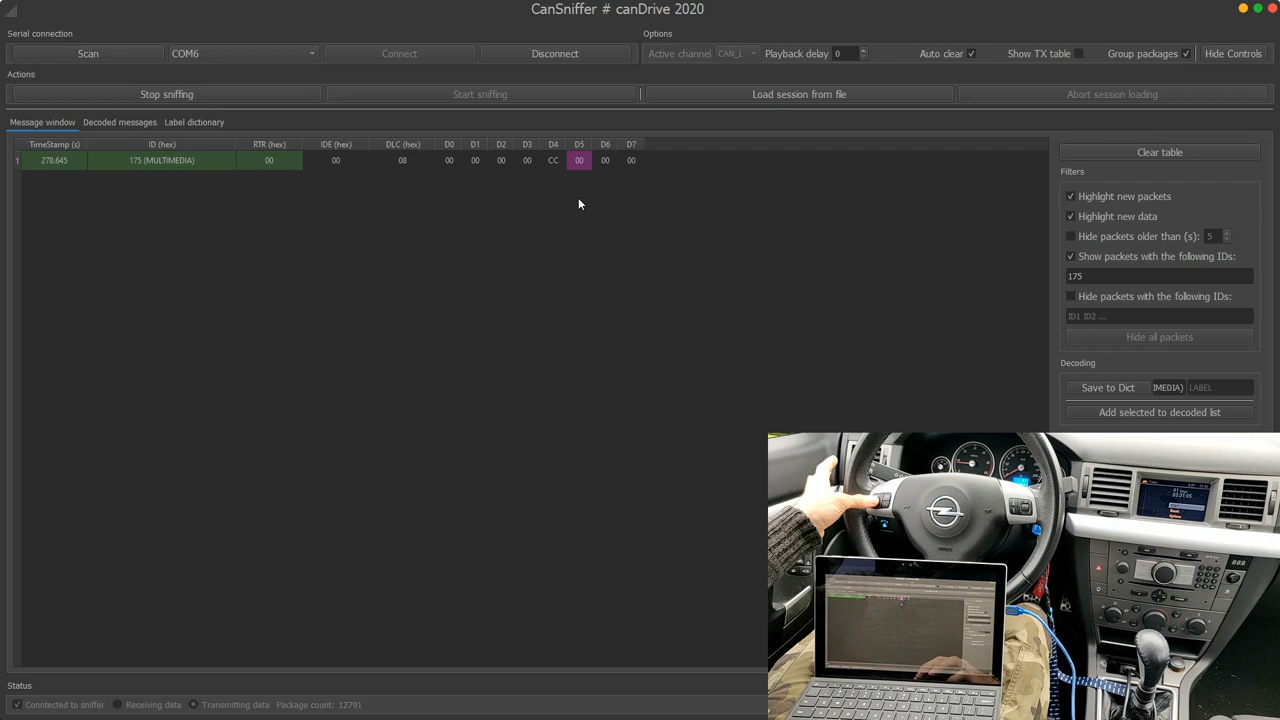 CanSniffer # canDrive 2020
Serial connection
Options
Scan COM6 Connect Disconnect Active channel CAN_L Playback delay 0 Auto clear Show TX table Group packages Hide Controls
Actions
Stop sniffing Start sniffing Load session from file Abort session loading
Message window Decoded messages Label dictionary
TimeStamp (s) ID (hex) RTR (hex) IDE (hex) DLC (hex) D0 D1 D2 D3 D4 D5 D6 D7
1 278.645 175 (MULTIMEDIA) 00 00 08 00 00 00 00 CC 00 00 00
Clear table
Filters
Highlight new packets
Highlight new data
Hide packets older than (s): 5
Show packets with the following IDs:
175
Hide packets with the following IDs:
ID1 ID2 ...
Hide all packets
Decoding
Save to Dict IMEDIA) LABEL
Add selected to decoded list
Status
Cbnnected to sniffer Receiving data Transmitting data Package count: 12791